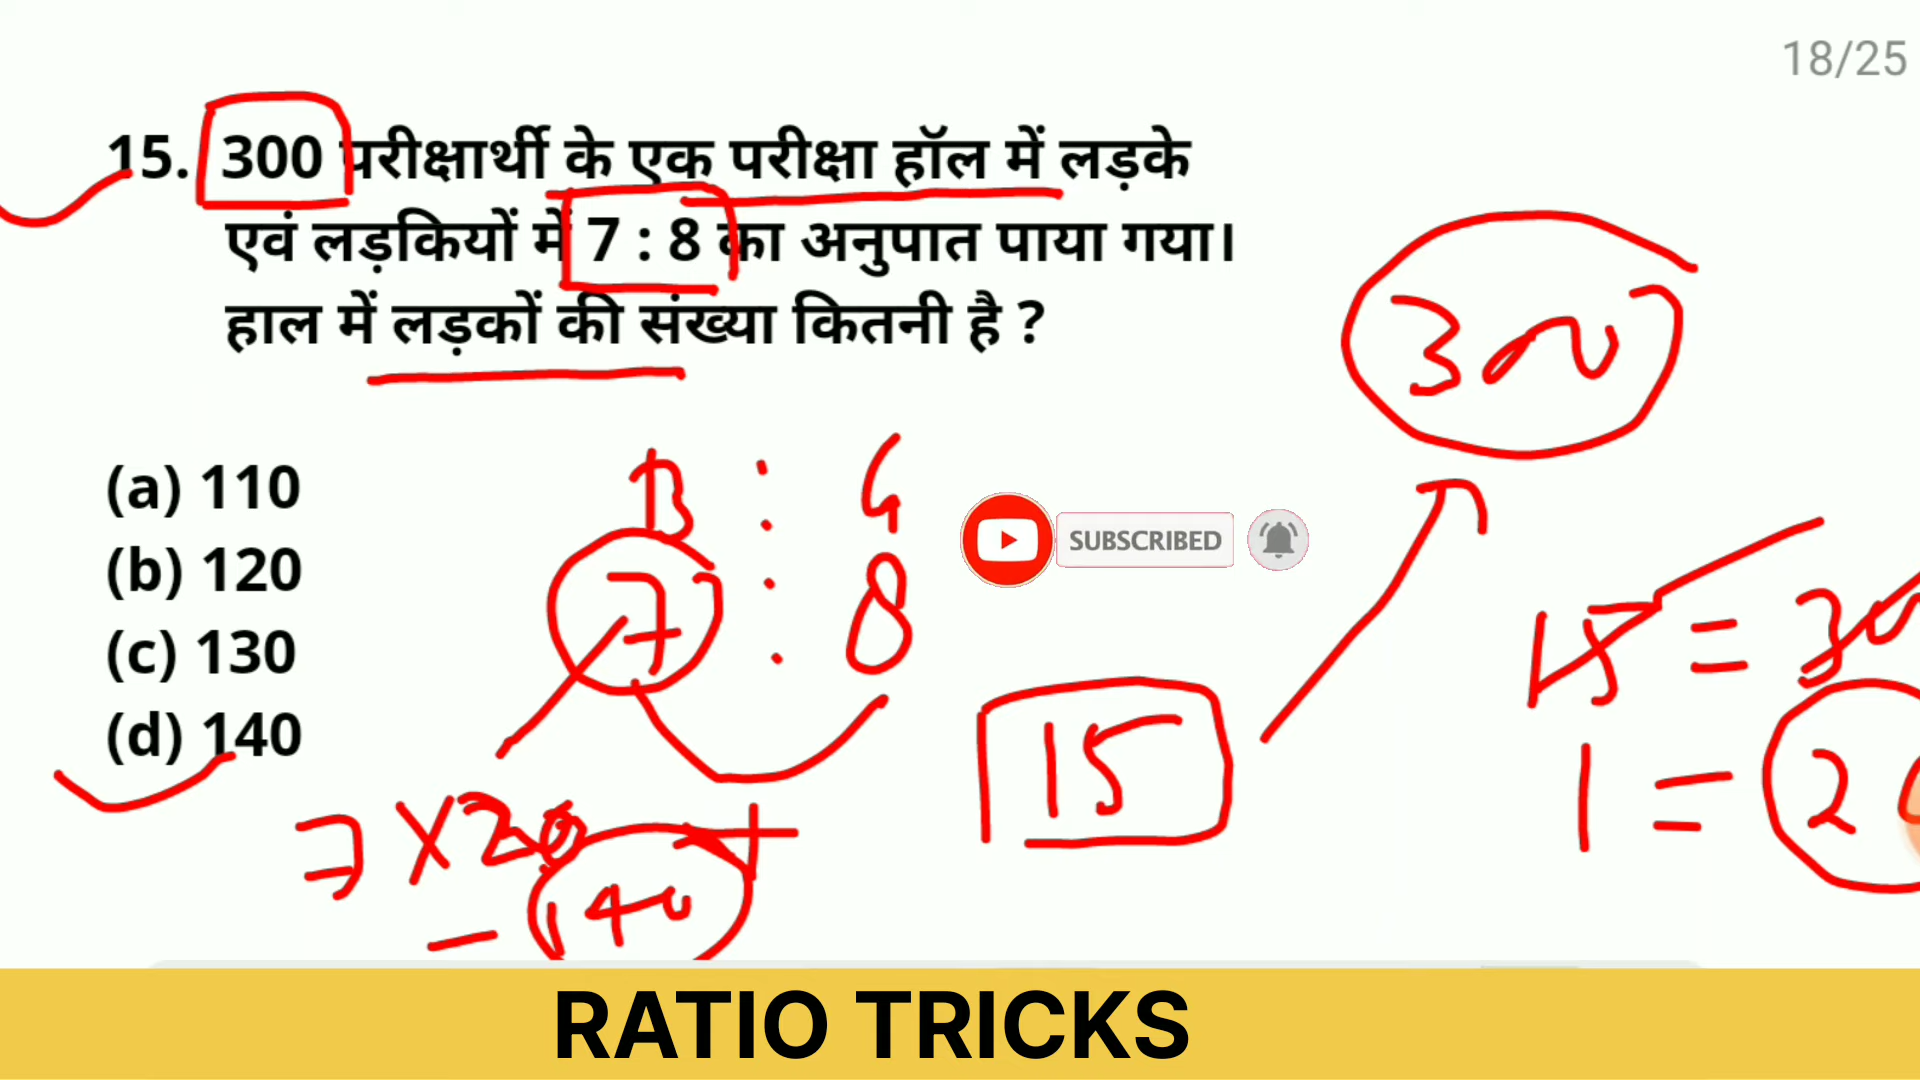 18/25
15. 300 परीक्षार्थी के एक परीक्षा हॉल में लड़के
एवं लड़कियों में 7 : 8 का अनुपात पाया गया।
हाल में लड़कों की संख्या कितनी है ?
300
(a) 110
(b) 120
(c) 130
(d) 140
B : G
7 : 8
SUBSCRIBED
15
15 = 30
1 = 20
7 X 20
= 140
RATIO TRICKS